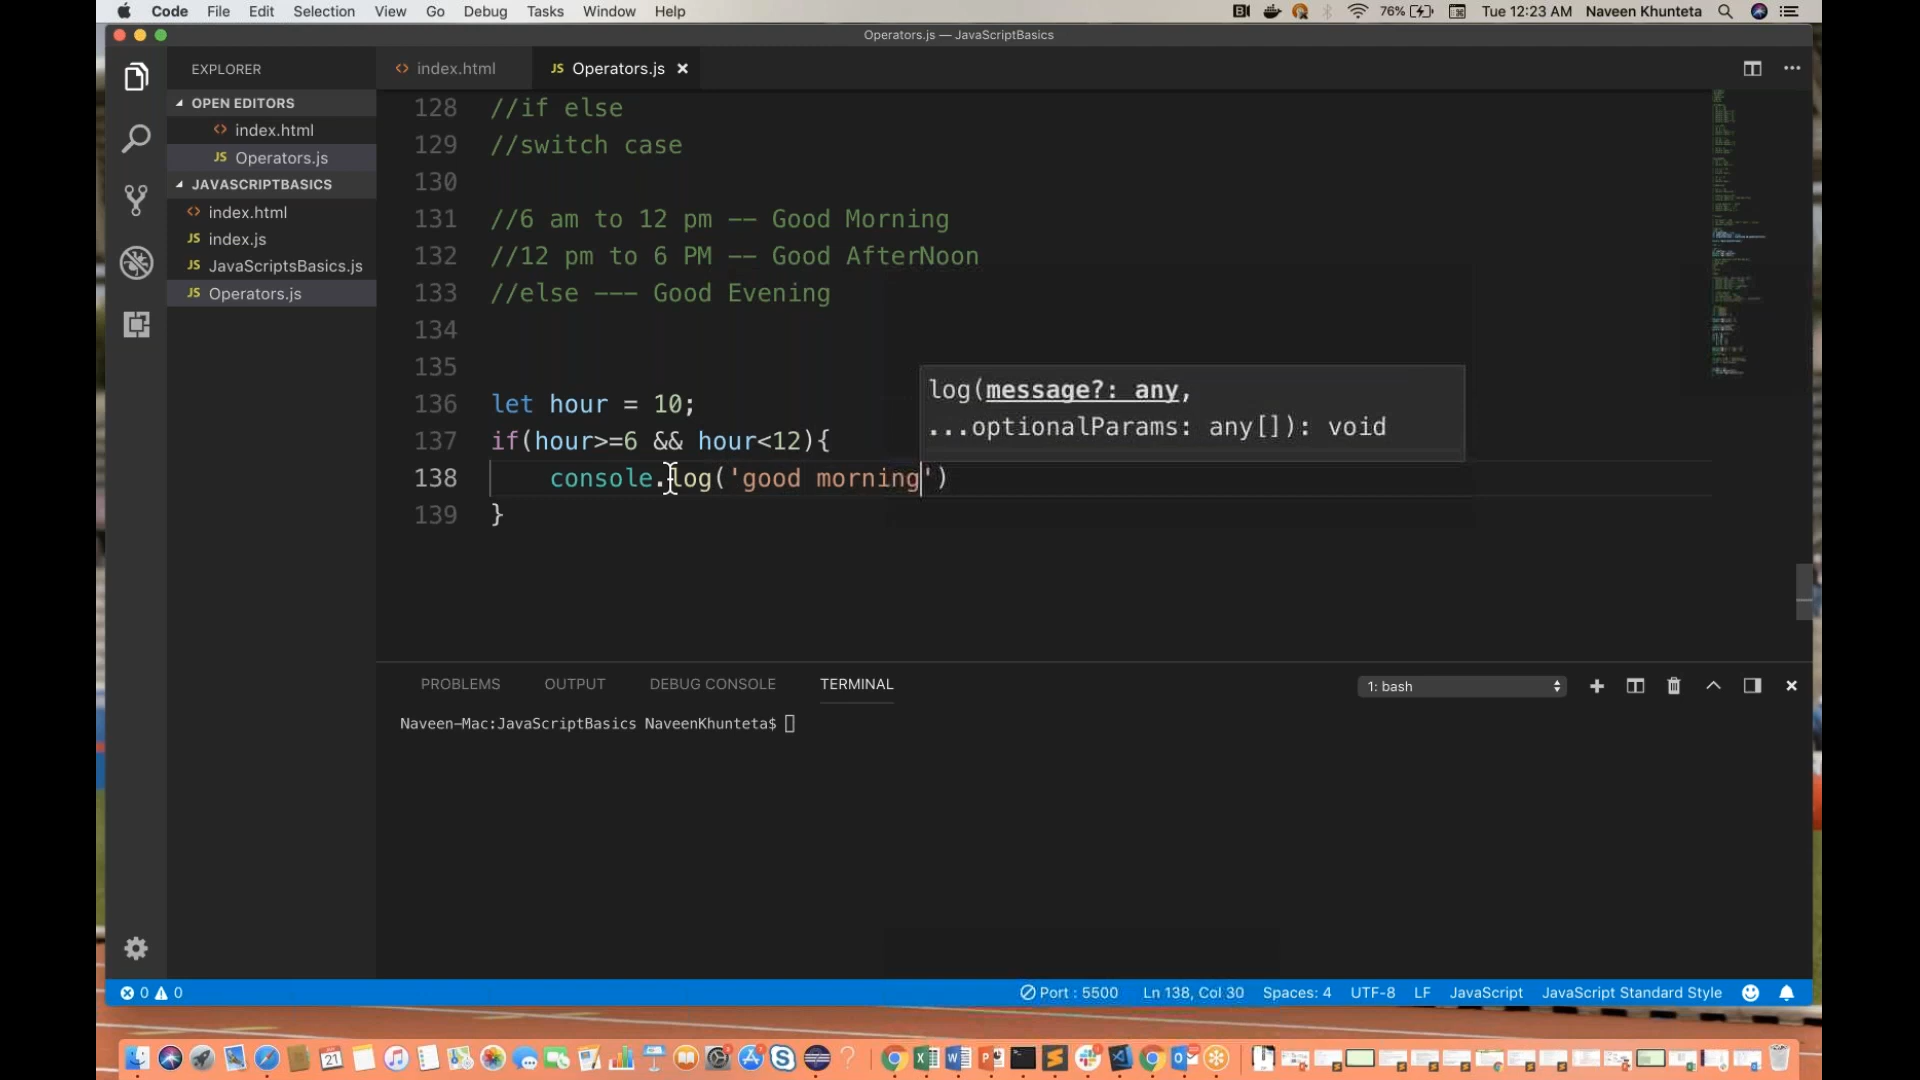 Code File Edit Selection View Go Debug Tasks Window Help 76% Tue 12:23 AM Naveen Khunteta
Operators.js — JavaScriptBasics
EXPLORER
OPEN EDITORS
index.html
JS Operators.js
JAVASCRIPTBASICS
index.html
JS index.js
JS JavaScriptsBasics.js
JS Operators.js
index.html JS Operators.js
128 //if else
129 //switch case
130
131 //6 am to 12 pm -- Good Morning
132 //12 pm to 6 PM -- Good AfterNoon
133 //else --- Good Evening
134
135
136 let hour = 10;
137 if(hour>=6 && hour<12){
138 console.log('good morning')
139 }
log(message?: any,
...optionalParams: any[]): void
PROBLEMS OUTPUT DEBUG CONSOLE TERMINAL 1: bash
Naveen-Mac:JavaScriptBasics NaveenKhunteta$
0 0 Port : 5500 Ln 138, Col 30 Spaces: 4 UTF-8 LF JavaScript JavaScript Standard Style